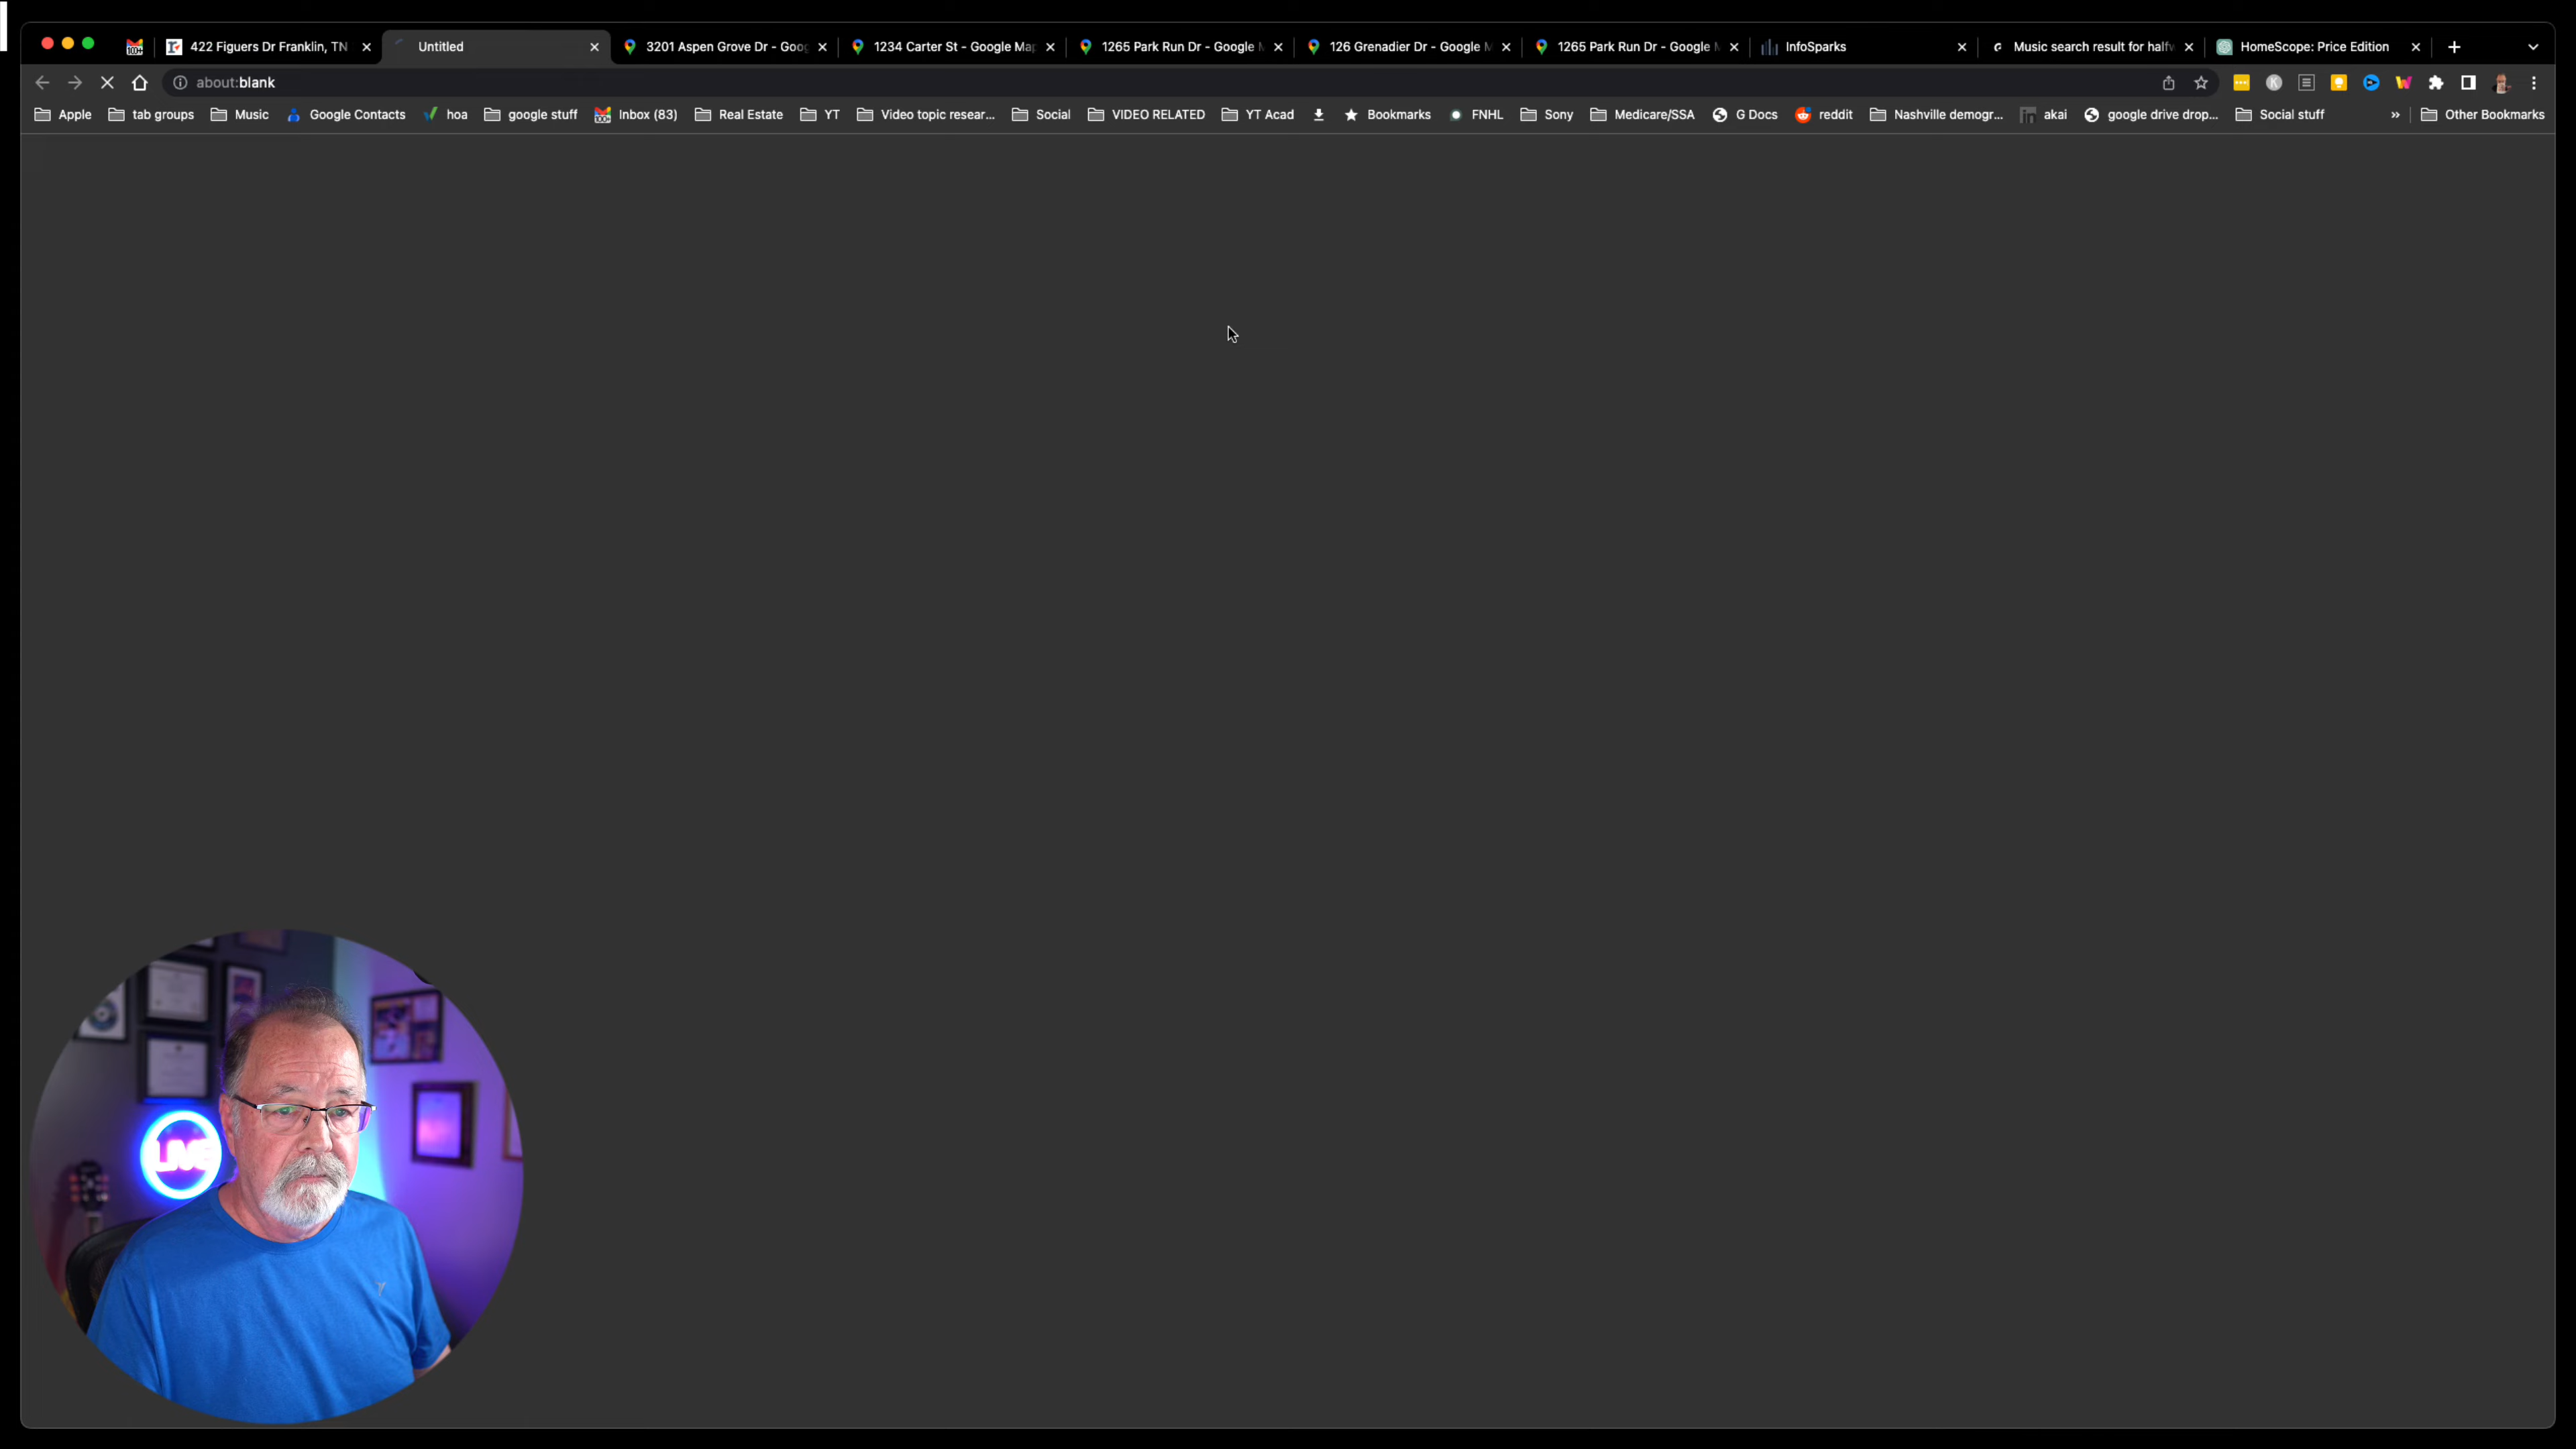 100+ 422 Figuers Dr Franklin, TN Untitled 3201 Aspen Grove Dr - Goog 1234 Carter St - Google Ma 1265 Park Run Dr - Google M 126 Grenadier Dr - Google M 1265 Park Run Dr - Google M InfoSparks Music search result for halfw HomeScope: Price Edition
about:blank
Apple tab groups Music Google Contacts hoa google stuff Inbox (83) Real Estate YT Video topic resear... Social VIDEO RELATED YT Acad Bookmarks FNHL Sony Medicare/SSA G Docs reddit Nashville demogr... akai google drive drop... Social stuff » Other Bookmarks
LIVE